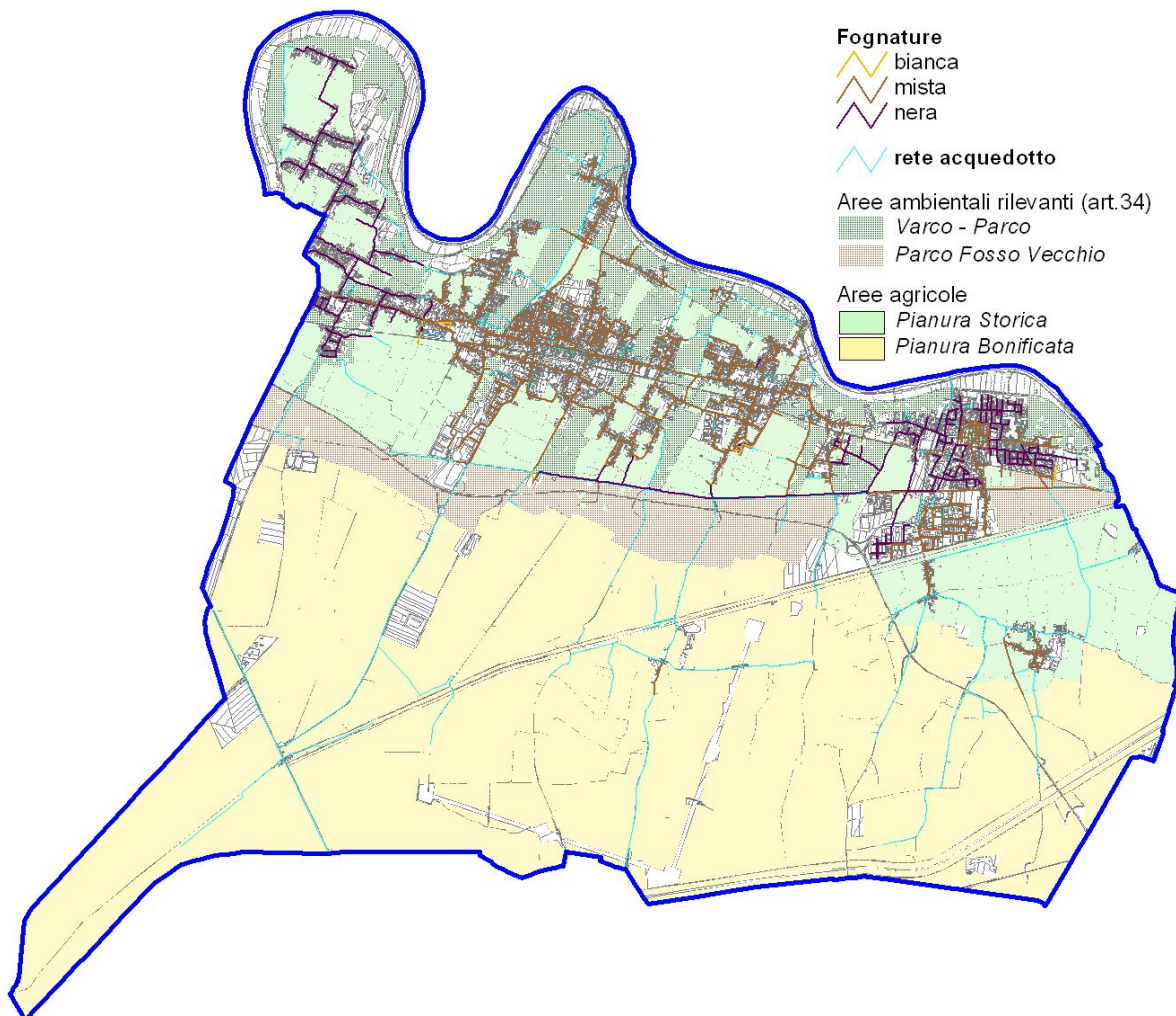 Fognature
bianca
mista
nera
rete acquedotto
Aree ambientali rilevanti (art.34)
Varco - Parco
Parco Fosso Vecchio
Aree agricole
Pianura Storica
Pianura Bonificata